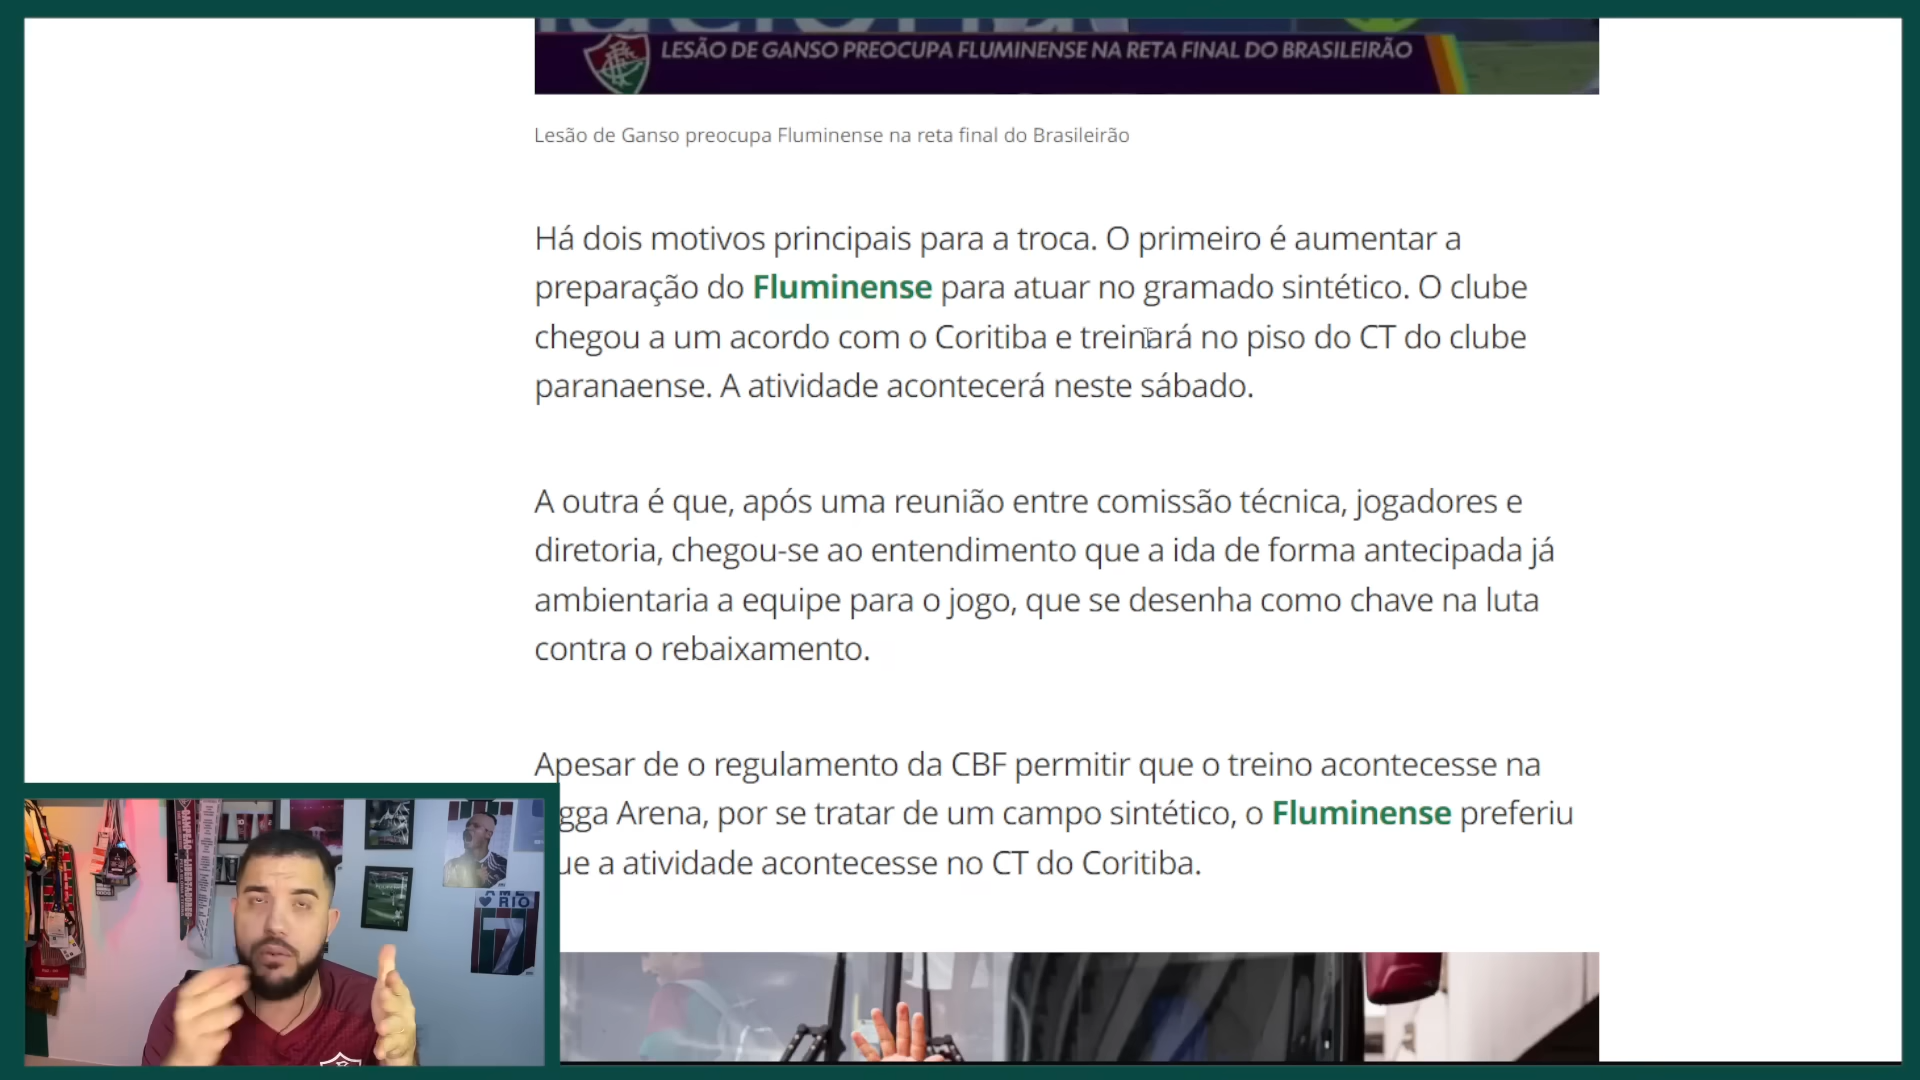 LESÃO DE GANSO PREOCUPA FLUMINENSE NA RETA FINAL DO BRASILEIRÃO
Lesão de Ganso preocupa Fluminense na reta final do Brasileirão
Há dois motivos principais para a troca. O primeiro é aumentar a
preparação do Fluminense para atuar no gramado sintético. O clube
chegou a um acordo com o Coritiba e treinará no piso do CT do clube
paranaense. A atividade acontecerá neste sábado.
A outra é que, após uma reunião entre comissão técnica, jogadores e
diretoria, chegou-se ao entendimento que a ida de forma antecipada já
ambientaria a equipe para o jogo, que se desenha como chave na luta
contra o rebaixamento.
Apesar de o regulamento da CBF permitir que o treino acontecesse na
gga Arena, por se tratar de um campo sintético, o Fluminense preferiu
ue a atividade acontecesse no CT do Coritiba.
CAMPEÃO
RIO
7